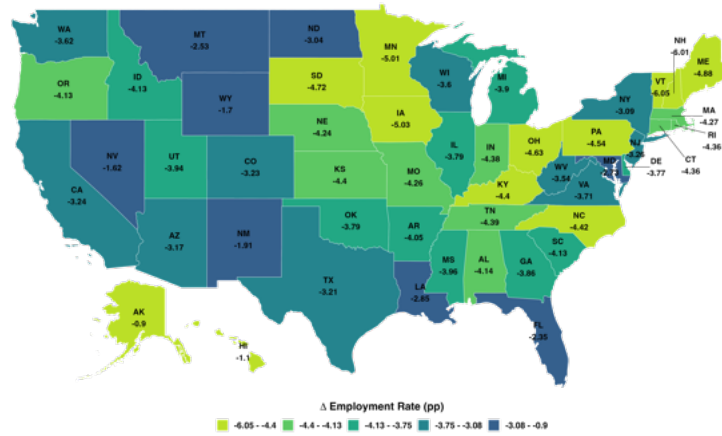 WA
-3.62
MT
-2.53
ND
-3.04
MN
-5.01
NH
-6.01
ME
-4.88
VT
-6.05
OR
-4.13
ID
-4.13
SD
-4.72
WI
-3.6
MI
-3.9
NY
-3.09
MA
-4.27
RI
-4.36
CT
-4.36
WY
-1.7
IA
-5.03
NE
-4.24
PA
-4.54
NJ
-3.26
NV
-1.62
UT
-3.94
CO
-3.23
IL
-3.79
IN
-4.38
OH
-4.63
MD
DE
-3.77
WV
-3.54
VA
-3.71
CA
-3.24
KS
-4.4
MO
-4.26
KY
-4.4
NC
-4.42
TN
-4.39
AZ
-3.17
NM
-1.91
OK
-3.79
AR
-4.05
SC
-4.13
MS
-3.96
AL
-4.14
GA
-3.86
TX
-3.21
LA
-2.85
FL
-2.35
AK
-0.9
HI
-1.1
Δ Employment Rate (pp)
-6.05 - -4.4 -4.4 - -4.13 -4.13 - -3.75 -3.75 - -3.08 -3.08 - -0.9